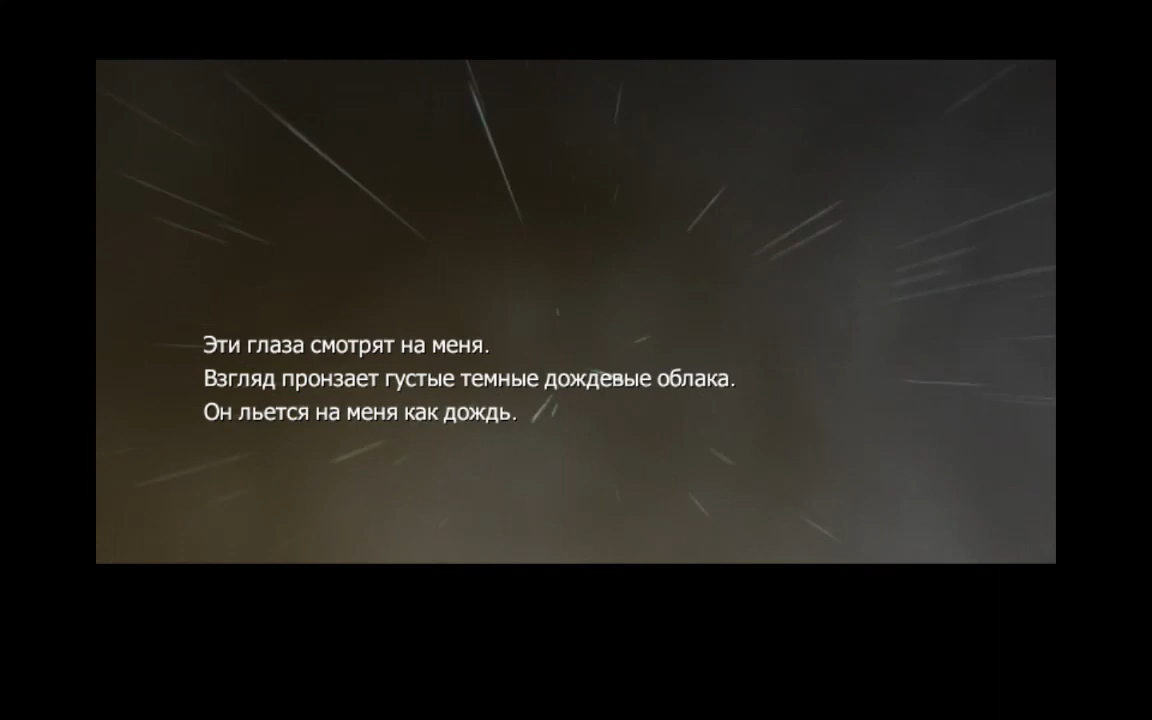 Эти глаза смотрят на меня.
Взгляд пронзает густые темные дождевые облака.
Он льется на меня как дождь.